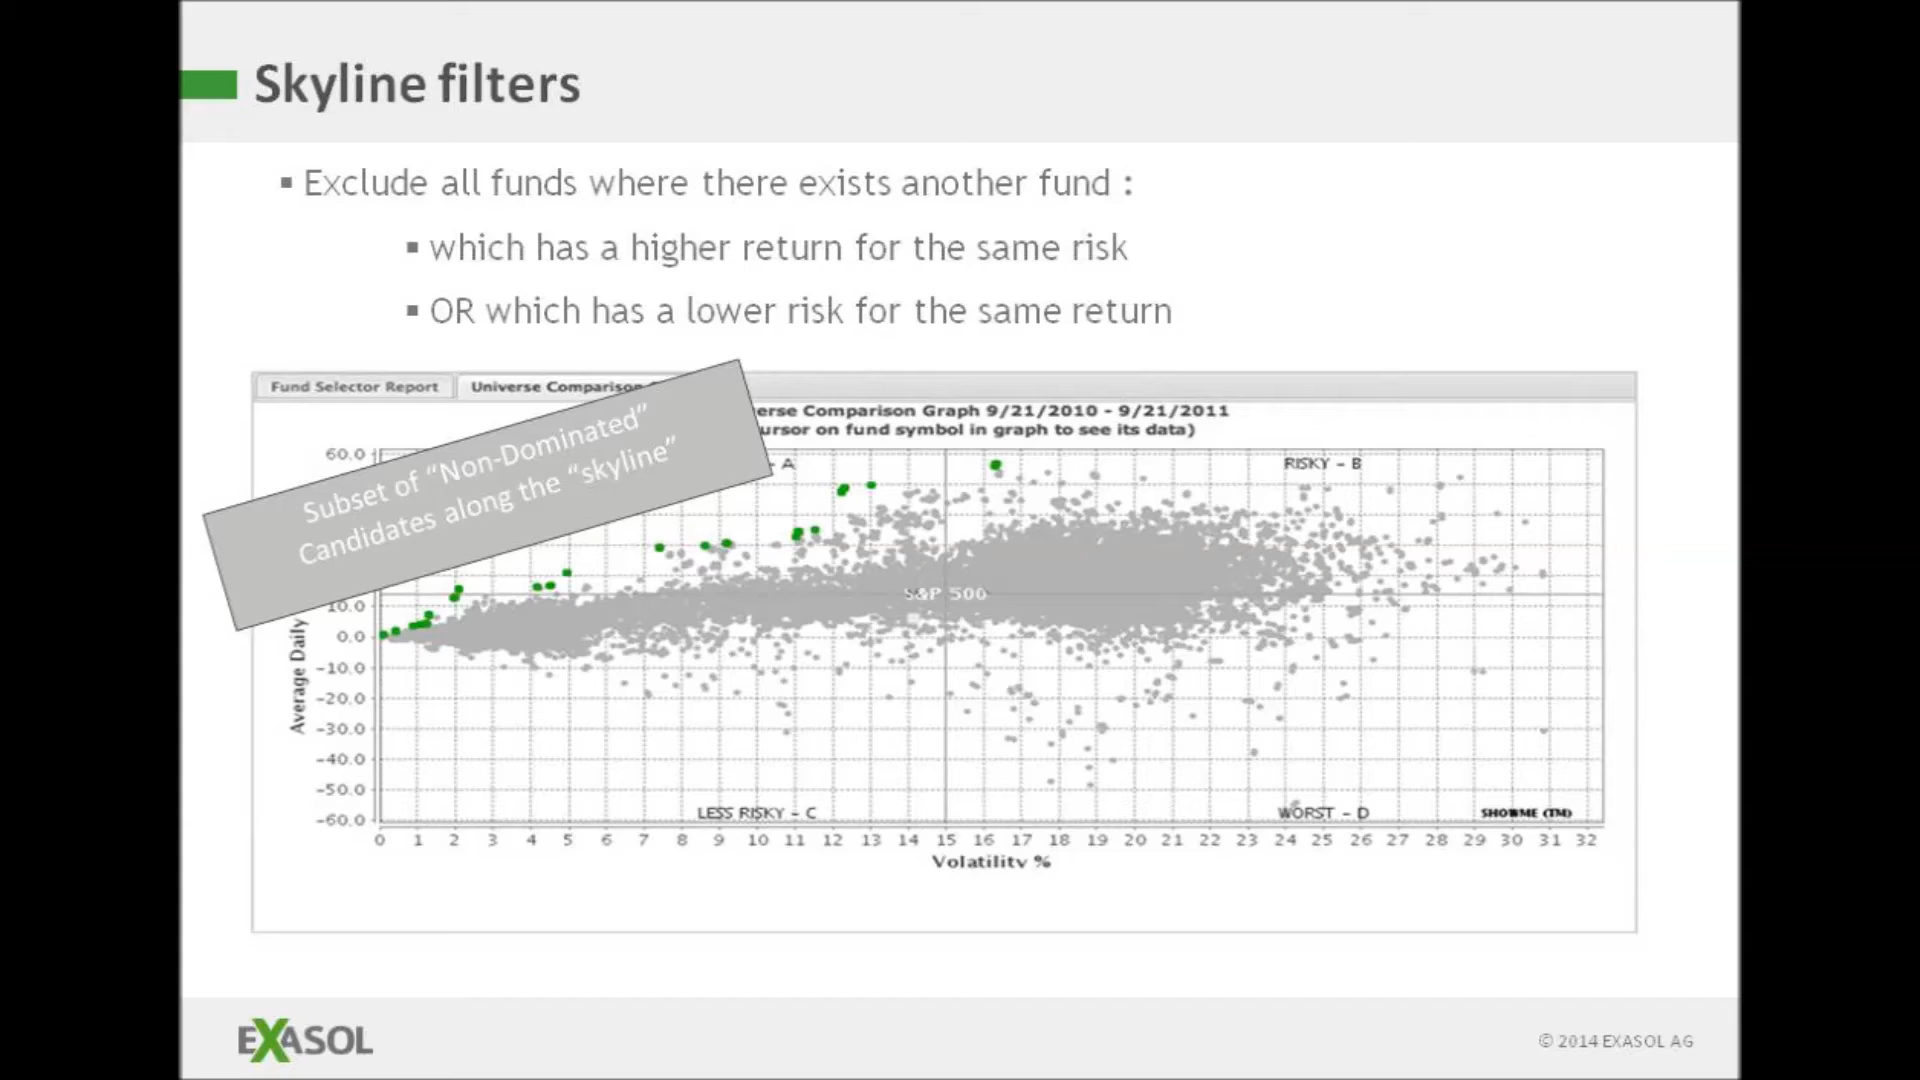 Skyline filters
▪ Exclude all funds where there exists another fund :
▪ which has a higher return for the same risk
▪ OR which has a lower risk for the same return
Fund Selector Report
Universe Comparison
erse Comparison Graph 9/21/2010 - 9/21/2011
ursor on fund symbol in graph to see its data)
Subset of “Non-Dominated”
Candidates along the “skyline”
- A
RISKY - B
S&P 500
LESS RISKY - C
WORST - D
SHOWME (TM)
Average Daily
60.0
10.0
0.0
-10.0
-20.0
-30.0
-40.0
-50.0
-60.0
0 1 2 3 4 5 6 7 8 9 10 11 12 13 14 15 16 17 18 19 20 21 22 23 24 25 26 27 28 29 30 31 32
Volatility %
EXASOL
© 2014 EXASOL AG